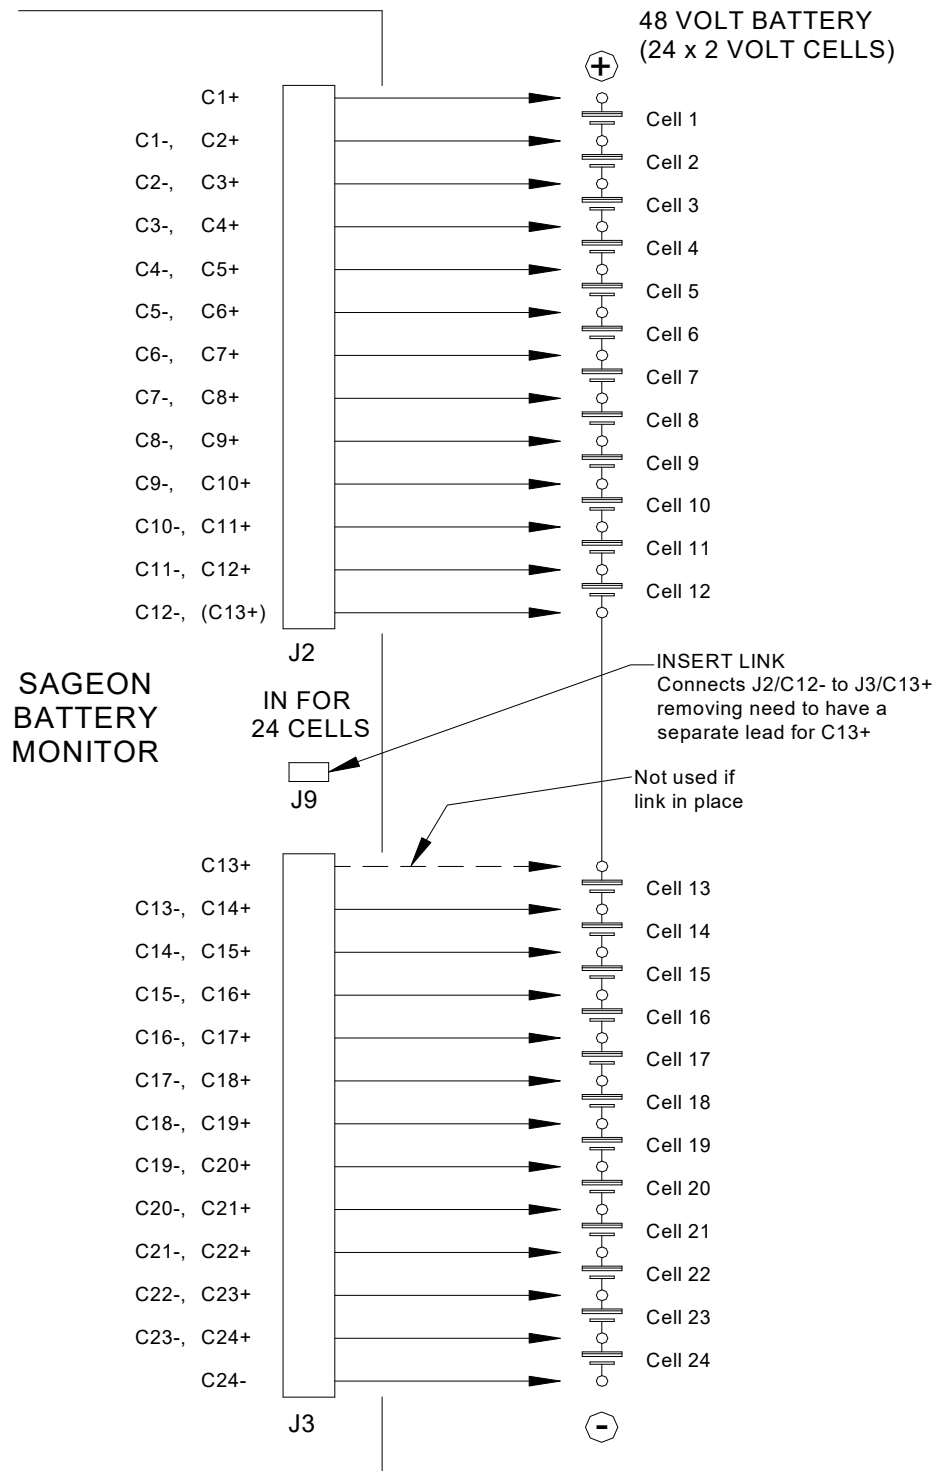 48 VOLT BATTERY
(24 x 2 VOLT CELLS)
+
C1+
Cell 1
C1-, C2+
Cell 2
C2-, C3+
Cell 3
C3-, C4+
Cell 4
C4-, C5+
Cell 5
C5-, C6+
Cell 6
C6-, C7+
Cell 7
C7-, C8+
Cell 8
C8-, C9+
Cell 9
C9-, C10+
Cell 10
C10-, C11+
Cell 11
C11-, C12+
Cell 12
C12-, (C13+)
J2
SAGEON
BATTERY
MONITOR
IN FOR
24 CELLS
J9
INSERT LINK
Connects J2/C12- to J3/C13+
removing need to have a
separate lead for C13+
Not used if
link in place
C13+
Cell 13
C13-, C14+
Cell 14
C14-, C15+
Cell 15
C15-, C16+
Cell 16
C16-, C17+
Cell 17
C17-, C18+
Cell 18
C18-, C19+
Cell 19
C19-, C20+
Cell 20
C20-, C21+
Cell 21
C21-, C22+
Cell 22
C22-, C23+
Cell 23
C23-, C24+
Cell 24
C24-
J3
-